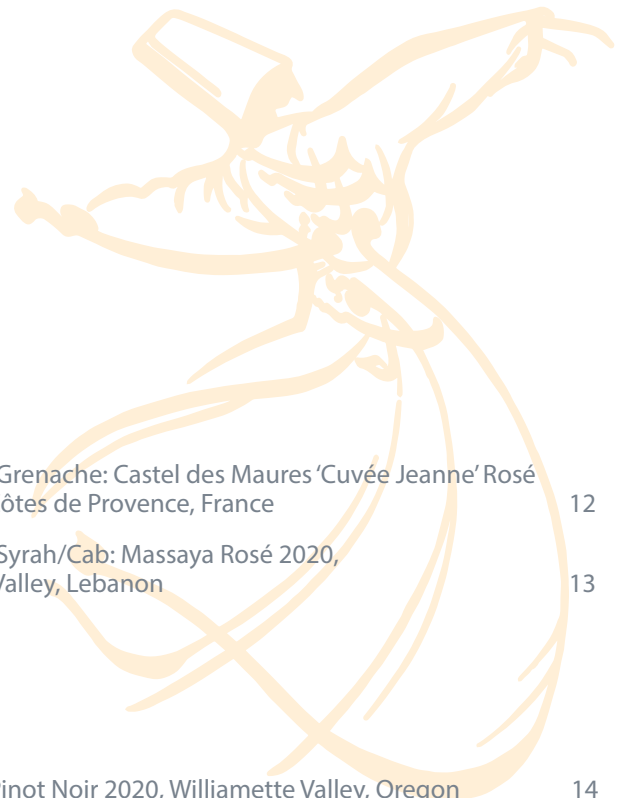 Grenache: Castel des Maures ‘Cuvée Jeanne’ Rosé
ôtes de Provence, France 12
Syrah/Cab: Massaya Rosé 2020,
Valley, Lebanon 13
Pinot Noir 2020, Williamette Valley, Oregon 14